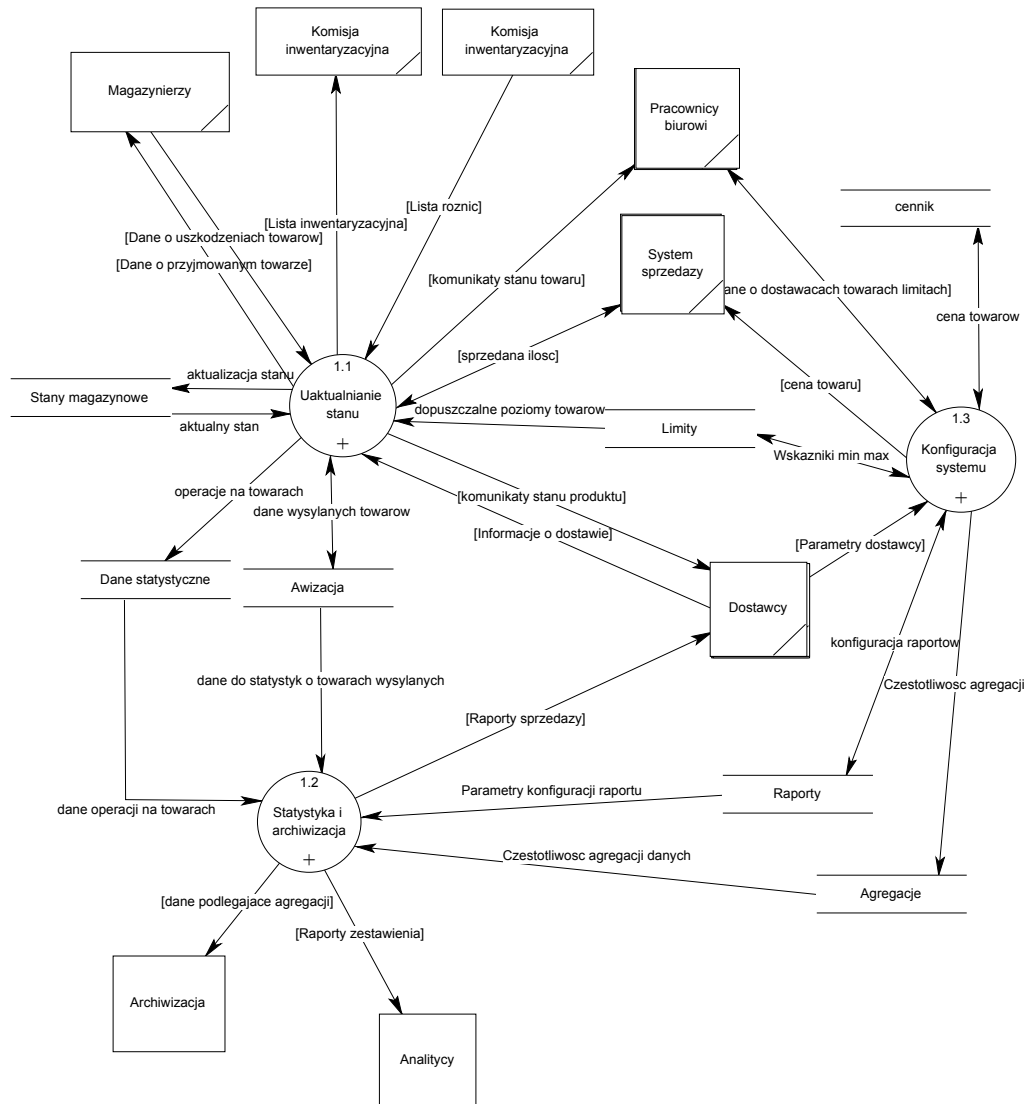 Komisja
inwentaryzacyjna
Komisja
inwentaryzacyjna
Magazynierzy
Pracownicy
biurowi
cennik
[Lista roznic]
[Lista inwentaryzacyjna]
[Dane o uszkodzeniach towarow]
[Dane o przyjmowanym towarze]
System
sprzedazy
[komunikaty stanu towaru]
ane o dostawacach towarach limitach]
cena towarow
[sprzedana ilosc]
[cena towaru]
1.1
Uaktualnianie
stanu
+
aktualizacja stanu
Stany magazynowe
aktualny stan
dopuszczalne poziomy towarow
Limity
Wskazniki min max
1.3
Konfiguracja
systemu
+
operacje na towarach
dane wysylanych towarow
[komunikaty stanu produktu]
[Informacje o dostawie]
[Parametry dostawcy]
Dane statystyczne
Awizacja
Dostawcy
konfiguracja raportow
Czestotliwosc agregacji
dane do statystyk o towarach wysylanych
[Raporty sprzedazy]
1.2
Statystyka i
archiwizacja
+
dane operacji na towarach
Parametry konfiguracji raportu
Raporty
Czestotliwosc agregacji danych
Agregacje
[dane podlegajace agregacji]
[Raporty zestawienia]
Archiwizacja
Analitycy